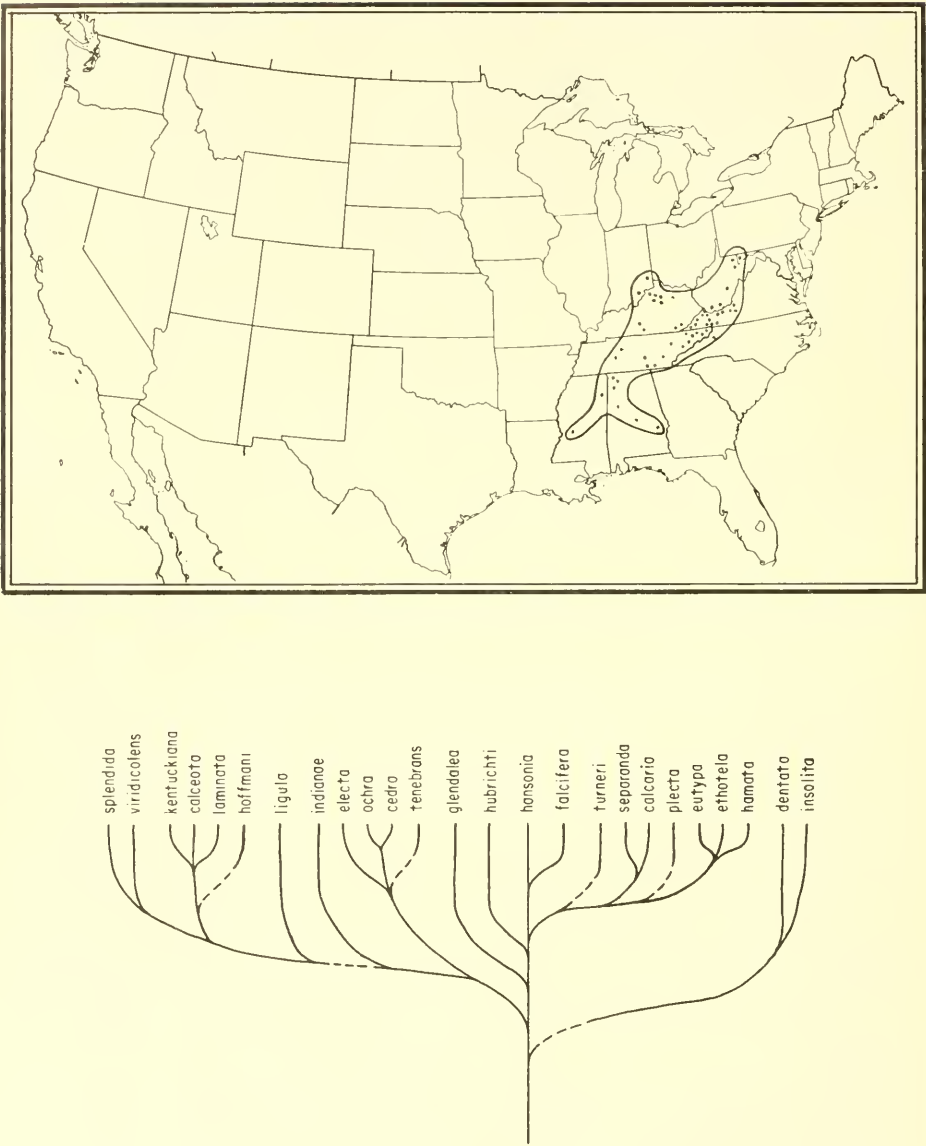 splendida
viridicolens
kentuckiana
calceota
laminata
hoffmani
ligula
indianae
electa
ochra
cedra
tenebrans
glendalea
hubrichti
hansonia
falcifera
turneri
separanda
calcaria
plecta
eutypa
ethotela
hamata
dentata
insolita